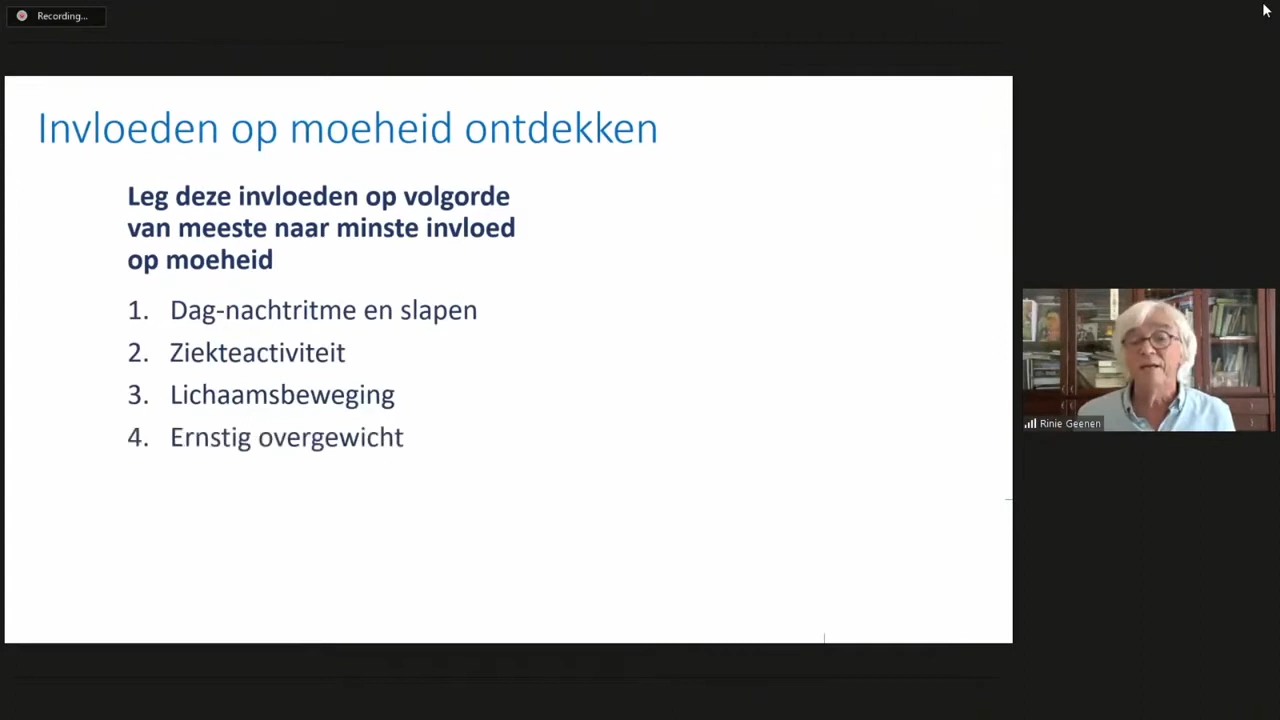 Recording...
Invloeden op moeheid ontdekken
Leg deze invloeden op volgorde
van meeste naar minste invloed
op moeheid
1. Dag-nachtritme en slapen
2. Ziekteactiviteit
3. Lichaamsbeweging
4. Ernstig overgewicht
Rinie Geenen